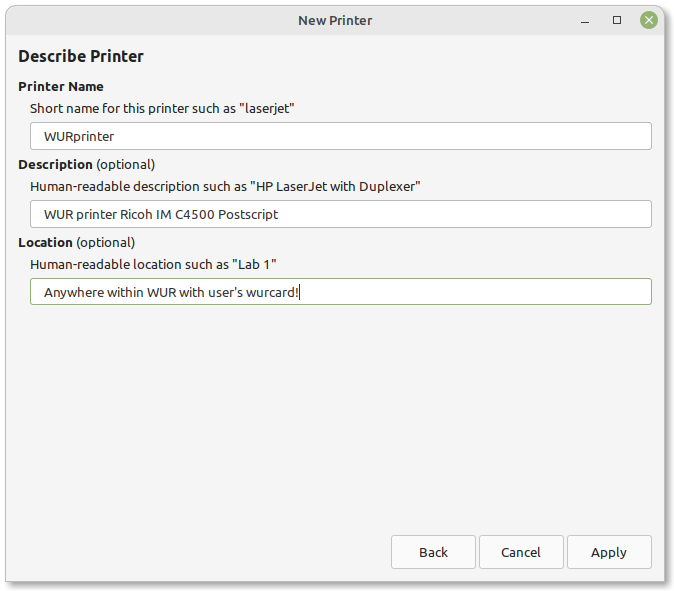 New Printer
Describe Printer
Printer Name
Short name for this printer such as "laserjet"
WURprinter
Description (optional)
Human-readable description such as "HP LaserJet with Duplexer"
WUR printer Ricoh IM C4500 Postscript
Location (optional)
Human-readable location such as "Lab 1"
Anywhere within WUR with user's wurcard!
Back Cancel Apply